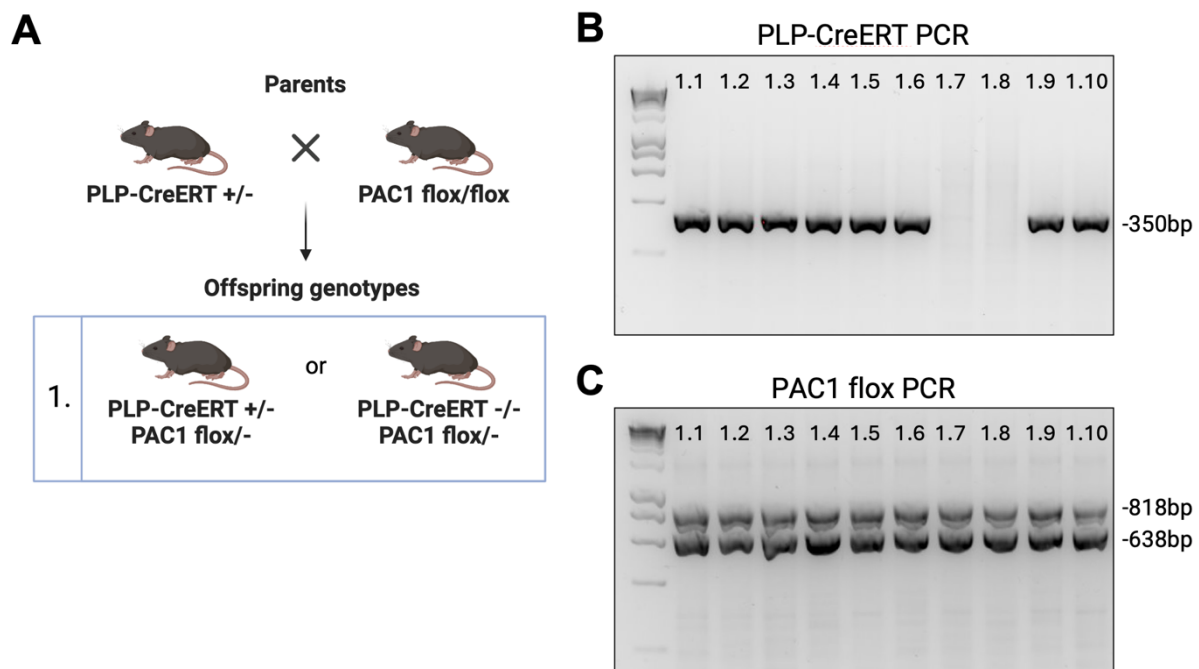 A
Parents
PLP-CreERT +/-
PAC1 flox/flox
Offspring genotypes
1.
PLP-CreERT +/-
PAC1 flox/-
or
PLP-CreERT -/-
PAC1 flox/-
B
PLP-CreERT PCR
1.1 1.2 1.3 1.4 1.5 1.6 1.7 1.8 1.9 1.10
-350bp
C
PAC1 flox PCR
1.1 1.2 1.3 1.4 1.5 1.6 1.7 1.8 1.9 1.10
-818bp
-638bp